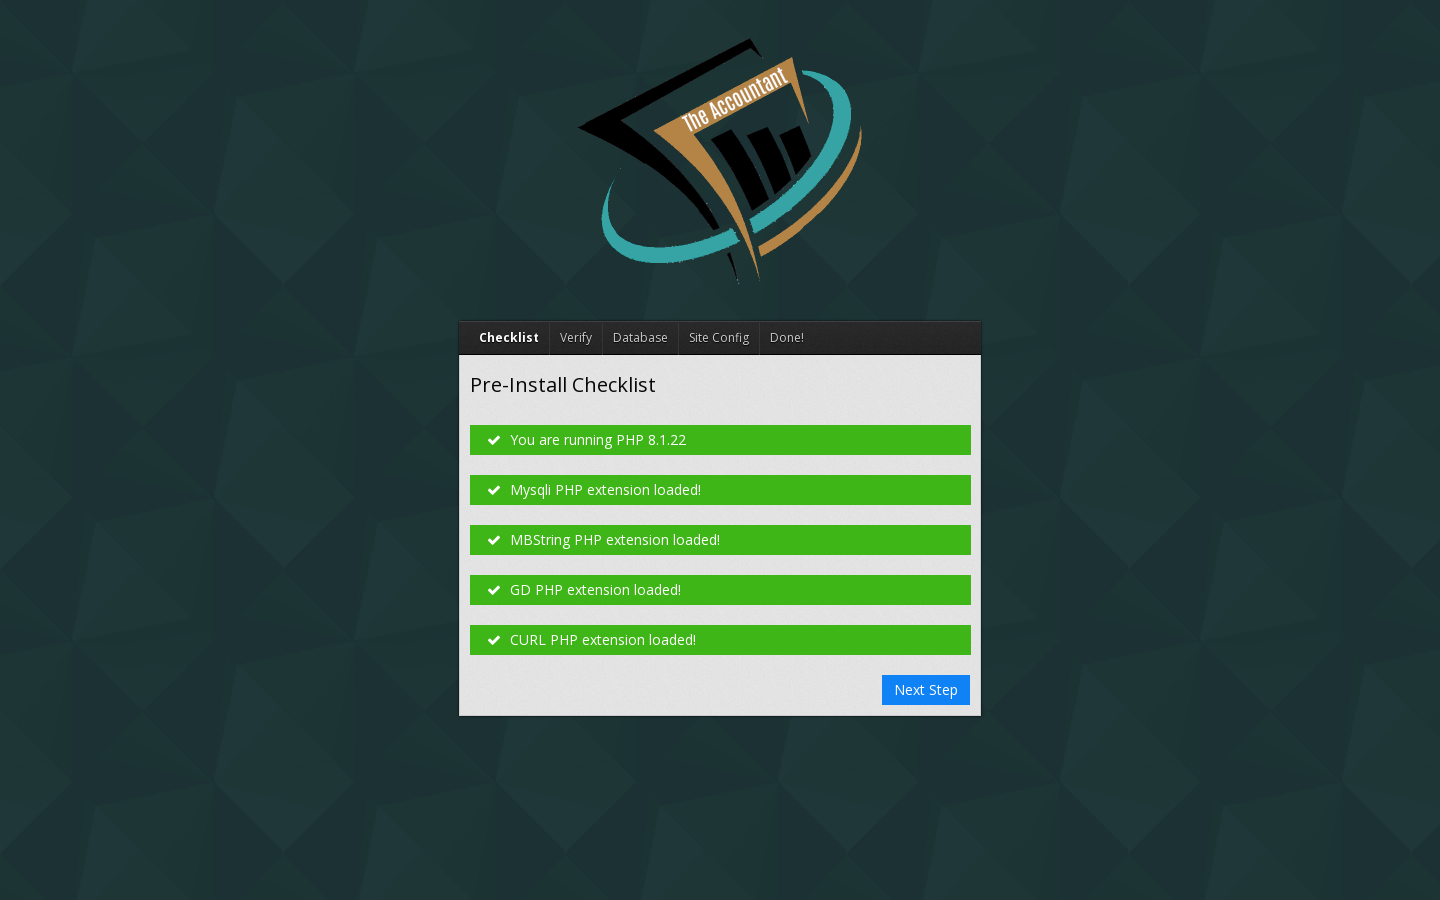 The Accountant
Checklist Verify Database Site Config Done!
Pre-Install Checklist
You are running PHP 8.1.22
Mysqli PHP extension loaded!
MBString PHP extension loaded!
GD PHP extension loaded!
CURL PHP extension loaded!
Next Step